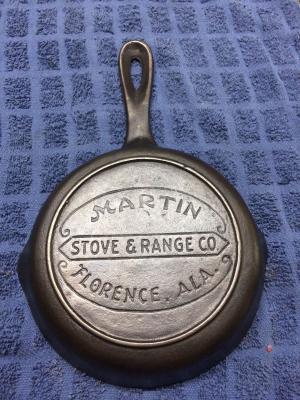 MARTIN
STOVE & RANGE CO
FLORENCE, ALA.